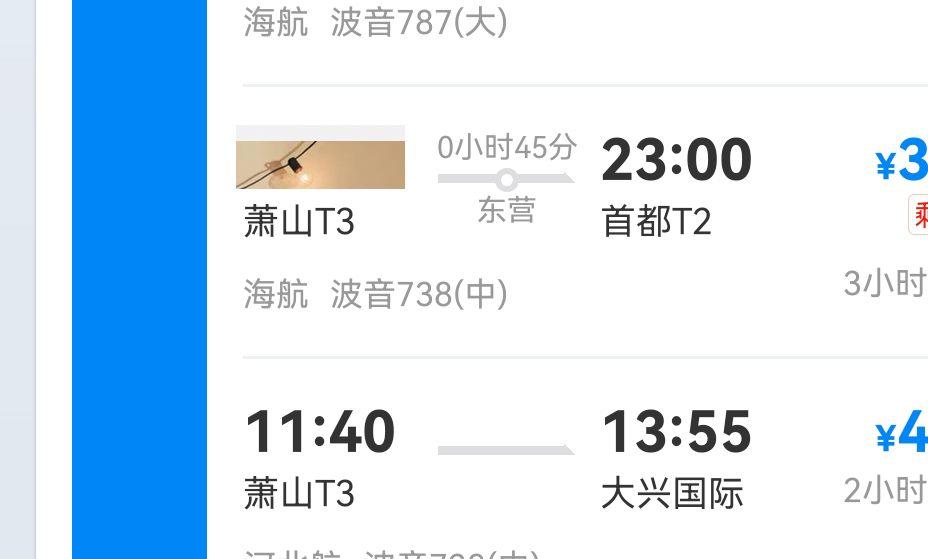 海航 波音787(大)
0小时45分
23:00
¥3
东营
萧山T3
首都T2
海航 波音738(中)
3小时
11:40
13:55
¥4
萧山T3
大兴国际
2小时